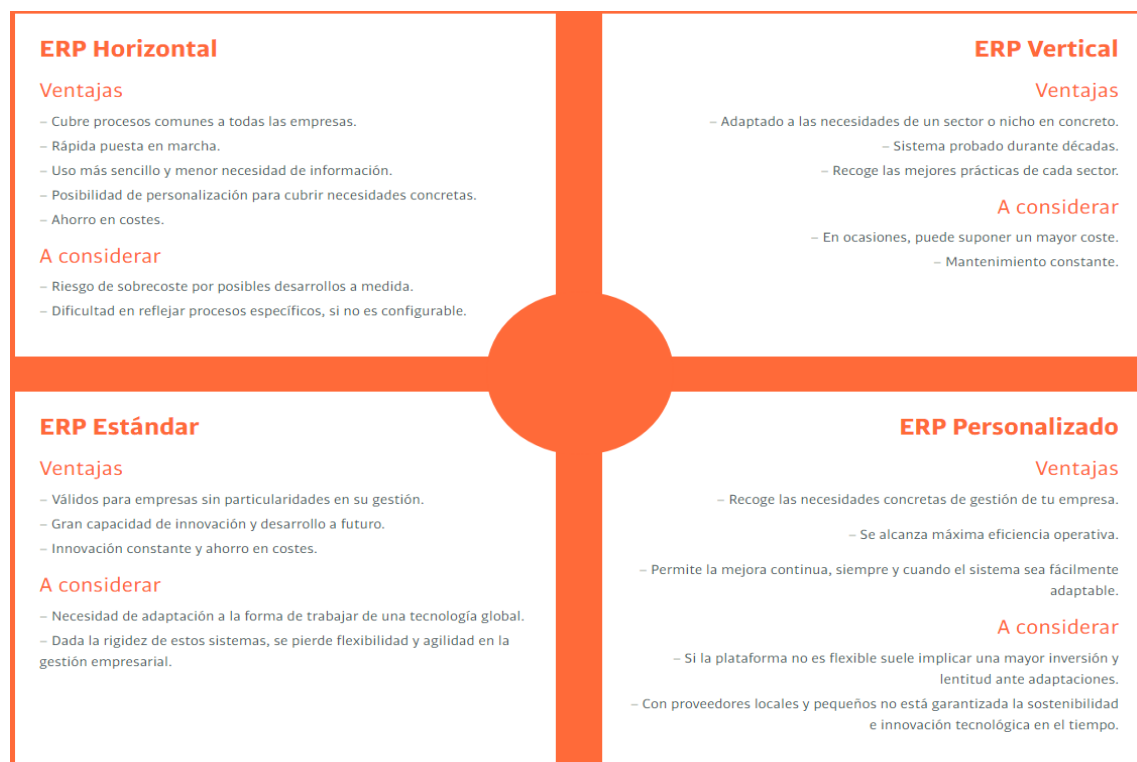 ERP Horizontal
Ventajas
– Cubre procesos comunes a todas las empresas.
– Rápida puesta en marcha.
– Uso más sencillo y menor necesidad de información.
– Posibilidad de personalización para cubrir necesidades concretas.
– Ahorro en costes.
A considerar
– Riesgo de sobrecoste por posibles desarrollos a medida.
– Dificultad en reflejar procesos específicos, si no es configurable.
ERP Vertical
Ventajas
– Adaptado a las necesidades de un sector o nicho en concreto.
– Sistema probado durante décadas.
– Recoge las mejores prácticas de cada sector.
A considerar
– En ocasiones, puede suponer un mayor coste.
– Mantenimiento constante.
ERP Estándar
Ventajas
– Válidos para empresas sin particularidades en su gestión.
– Gran capacidad de innovación y desarrollo a futuro.
– Innovación constante y ahorro en costes.
A considerar
– Necesidad de adaptación a la forma de trabajar de una tecnología global.
– Dada la rigidez de estos sistemas, se pierde flexibilidad y agilidad en la
gestión empresarial.
ERP Personalizado
Ventajas
– Recoge las necesidades concretas de gestión de tu empresa.
– Se alcanza máxima eficiencia operativa.
– Permite la mejora continua, siempre y cuando el sistema sea fácilmente
adaptable.
A considerar
– Si la plataforma no es flexible suele implicar una mayor inversión y
lentitud ante adaptaciones.
– Con proveedores locales y pequeños no está garantizada la sostenibilidad
e innovación tecnológica en el tiempo.